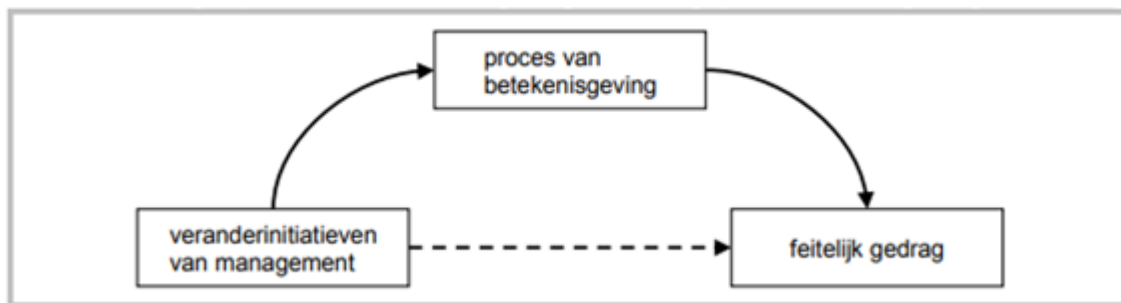 proces van
betekenisgeving
veranderinitiatieven
van management
feitelijk gedrag